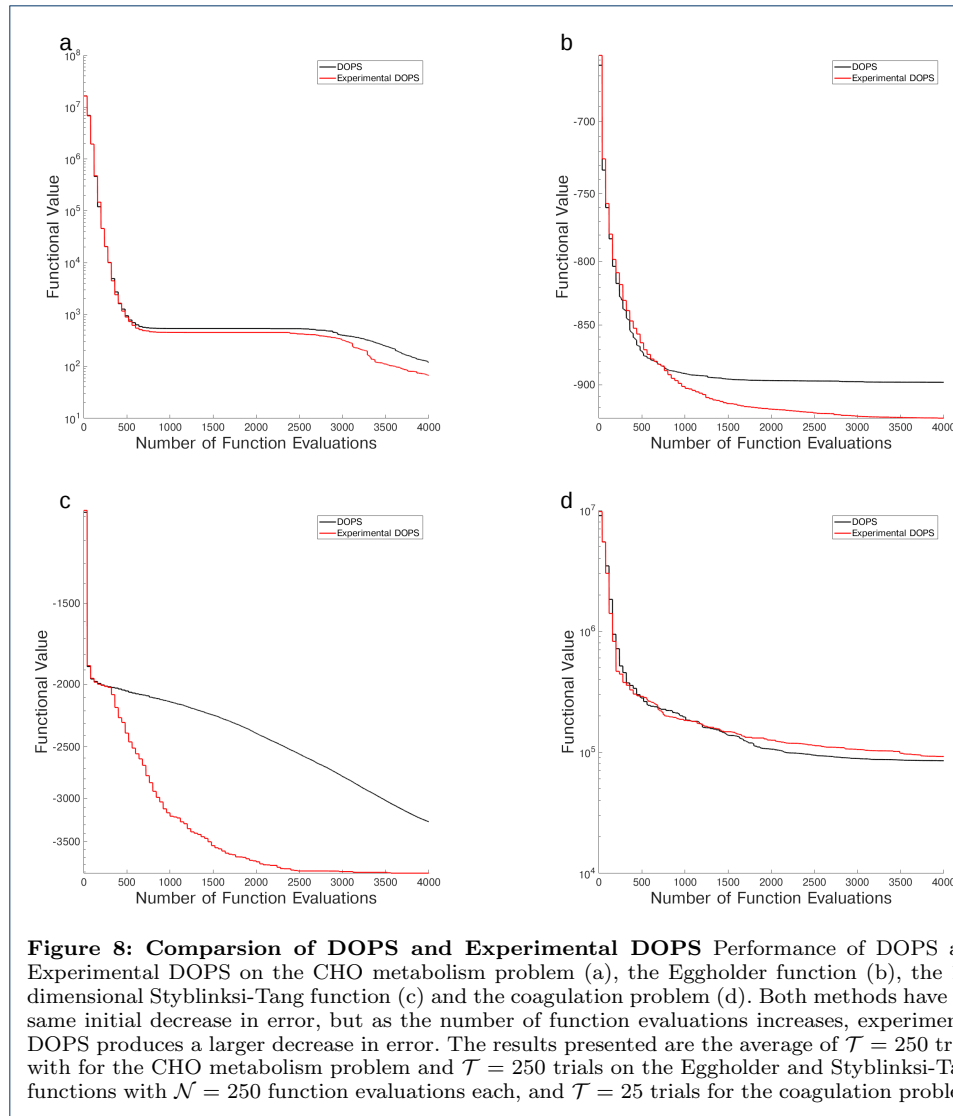 a
10^8
10^7
10^6
10^5
10^4
10^3
10^2
10^1
Functional Value
DOPS
Experimental DOPS
0 500 1000 1500 2000 2500 3000 3500 4000
Number of Function Evaluations
b
-700
-750
-800
-850
-900
Functional Value
DOPS
Experimental DOPS
0 500 1000 1500 2000 2500 3000 3500 4000
Number of Function Evaluations
c
-1500
-2000
-2500
-3000
-3500
Functional Value
DOPS
Experimental DOPS
0 500 1000 1500 2000 2500 3000 3500 4000
Number of Function Evaluations
d
10^7
10^6
10^5
10^4
Functional Value
DOPS
Experimental DOPS
0 500 1000 1500 2000 2500 3000 3500 4000
Number of Function Evaluations
Figure 8: Comparsion of DOPS and Experimental DOPS Performance of DOPS a
Experimental DOPS on the CHO metabolism problem (a), the Eggholder function (b), the
dimensional Styblinksi-Tang function (c) and the coagulation problem (d). Both methods have
same initial decrease in error, but as the number of function evaluations increases, experimen
DOPS produces a larger decrease in error. The results presented are the average of T = 250 tri
with for the CHO metabolism problem and T = 250 trials on the Eggholder and Styblinksi-Ta
functions with N = 250 function evaluations each, and T = 25 trials for the coagulation proble